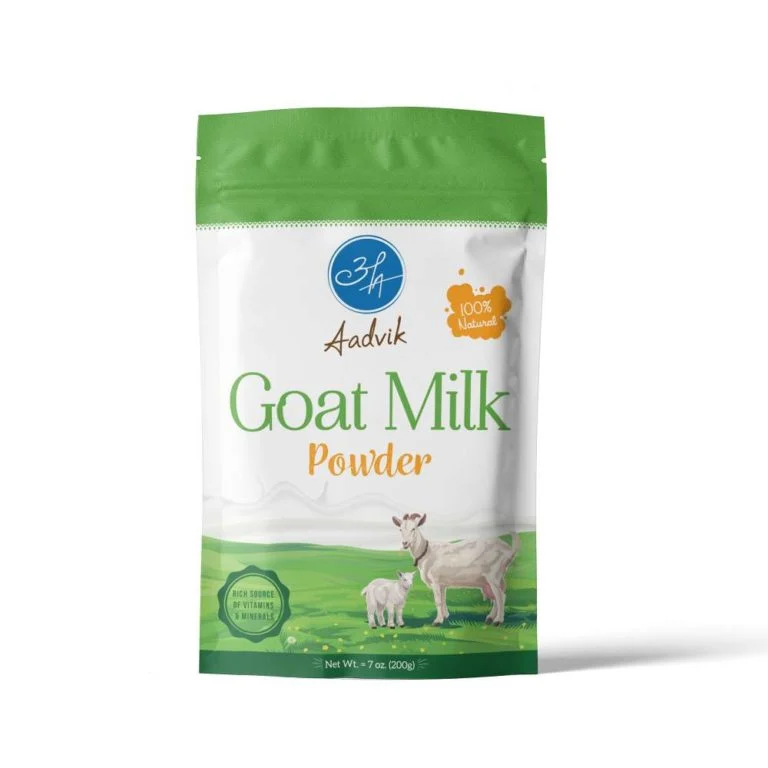 Aadvik
100%
Natural
Goat Milk
Powder
RICH SOURCE
OF VITAMINS
& MINERALS
Net Wt. = 7 oz. (200g)